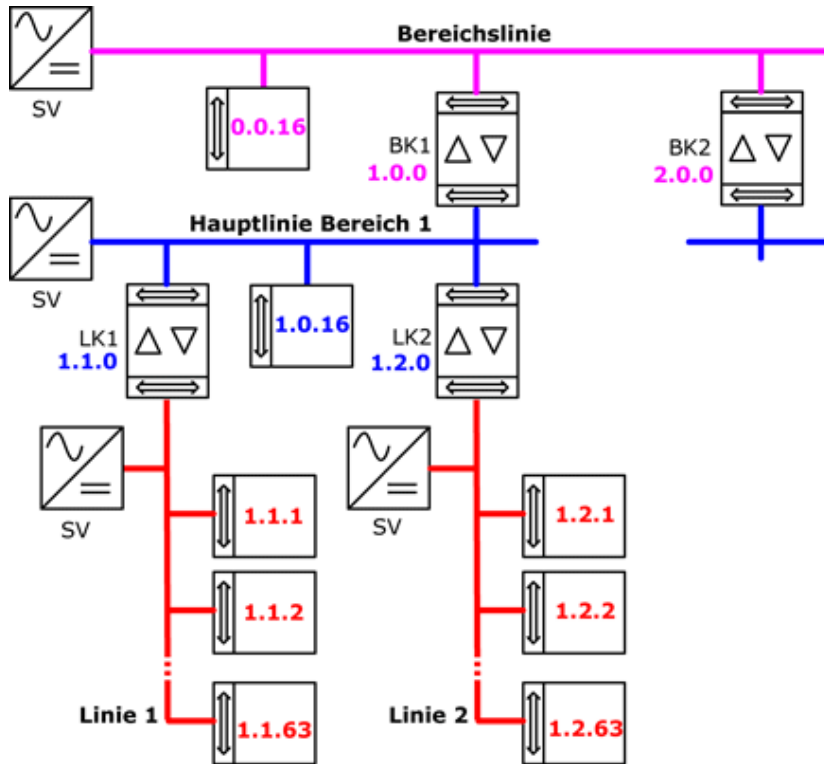 Bereichslinie
SV
0.0.16
BK1
1.0.0
BK2
2.0.0
Hauptlinie Bereich 1
SV
LK1
1.1.0
1.0.16
LK2
1.2.0
SV
1.1.1
SV
1.2.1
1.1.2
1.2.2
Linie 1
1.1.63
Linie 2
1.2.63